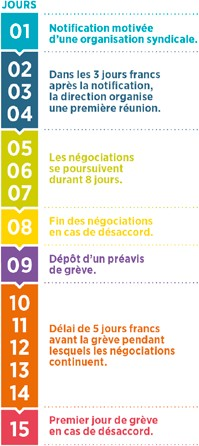 JOURS
01
Notification motivée
d'une organisation syndicale.
02
03
04
Dans les 3 jours francs
après la notification,
la direction organise
une première réunion.
05
06
07
Les négociations
se poursuivent
durant 8 jours.
08
Fin des négociations
en cas de désaccord.
09
Dépôt d'un préavis
de grève.
10
11
12
13
14
Délai de 5 jours francs
avant la grève pendant
lesquels les négociations
continuent.
15
Premier jour de grève
en cas de désaccord.